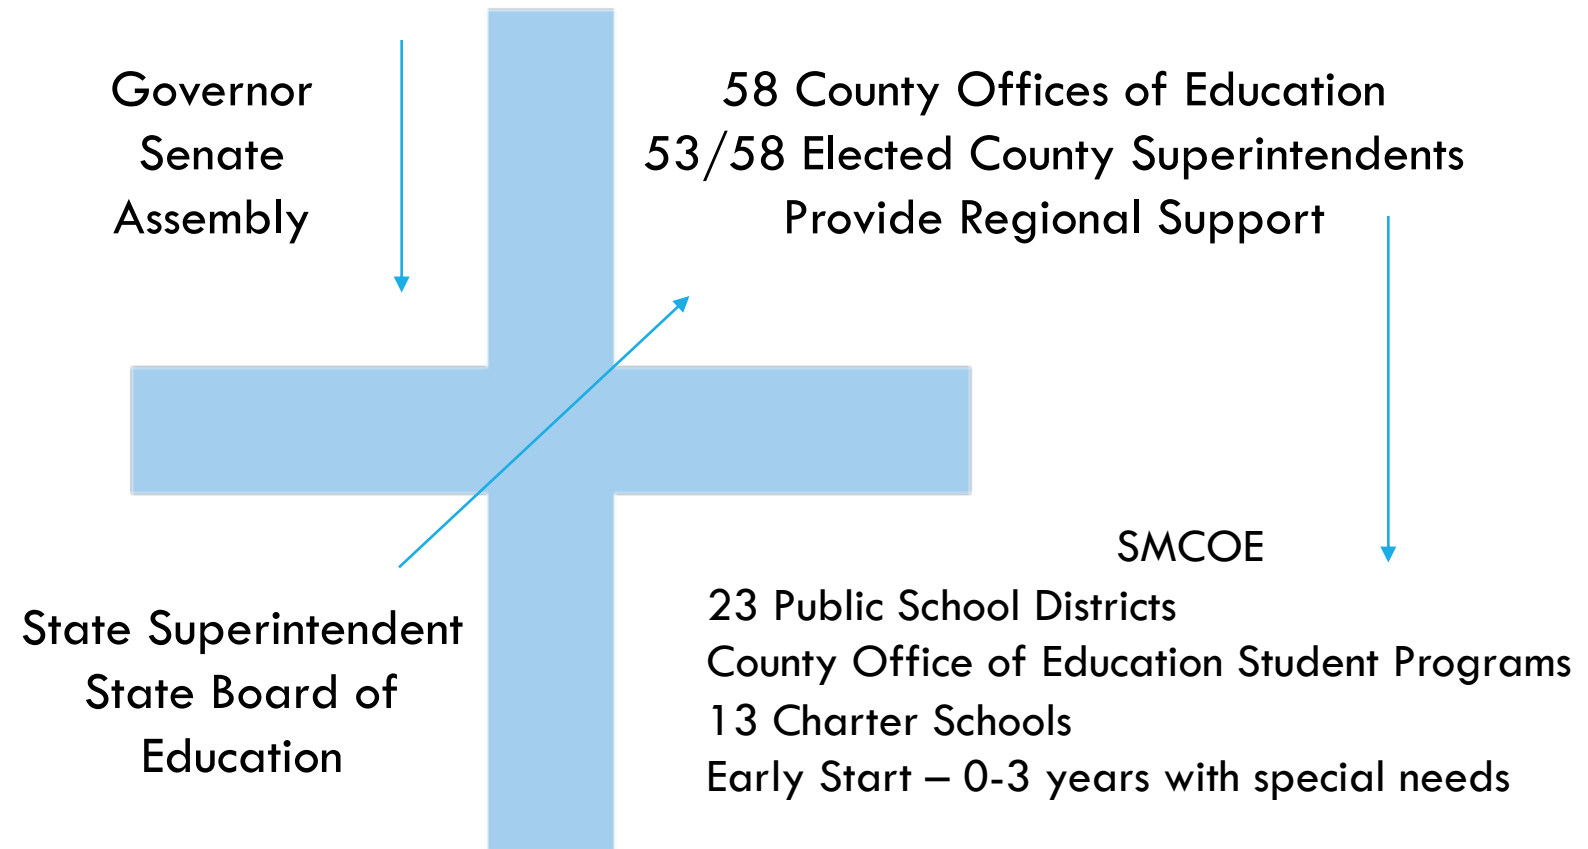 Governor
Senate
Assembly
58 County Offices of Education
53/58 Elected County Superintendents
Provide Regional Support
State Superintendent
State Board of
Education
SMCOE
23 Public School Districts
County Office of Education Student Programs
13 Charter Schools
Early Start – 0-3 years with special needs